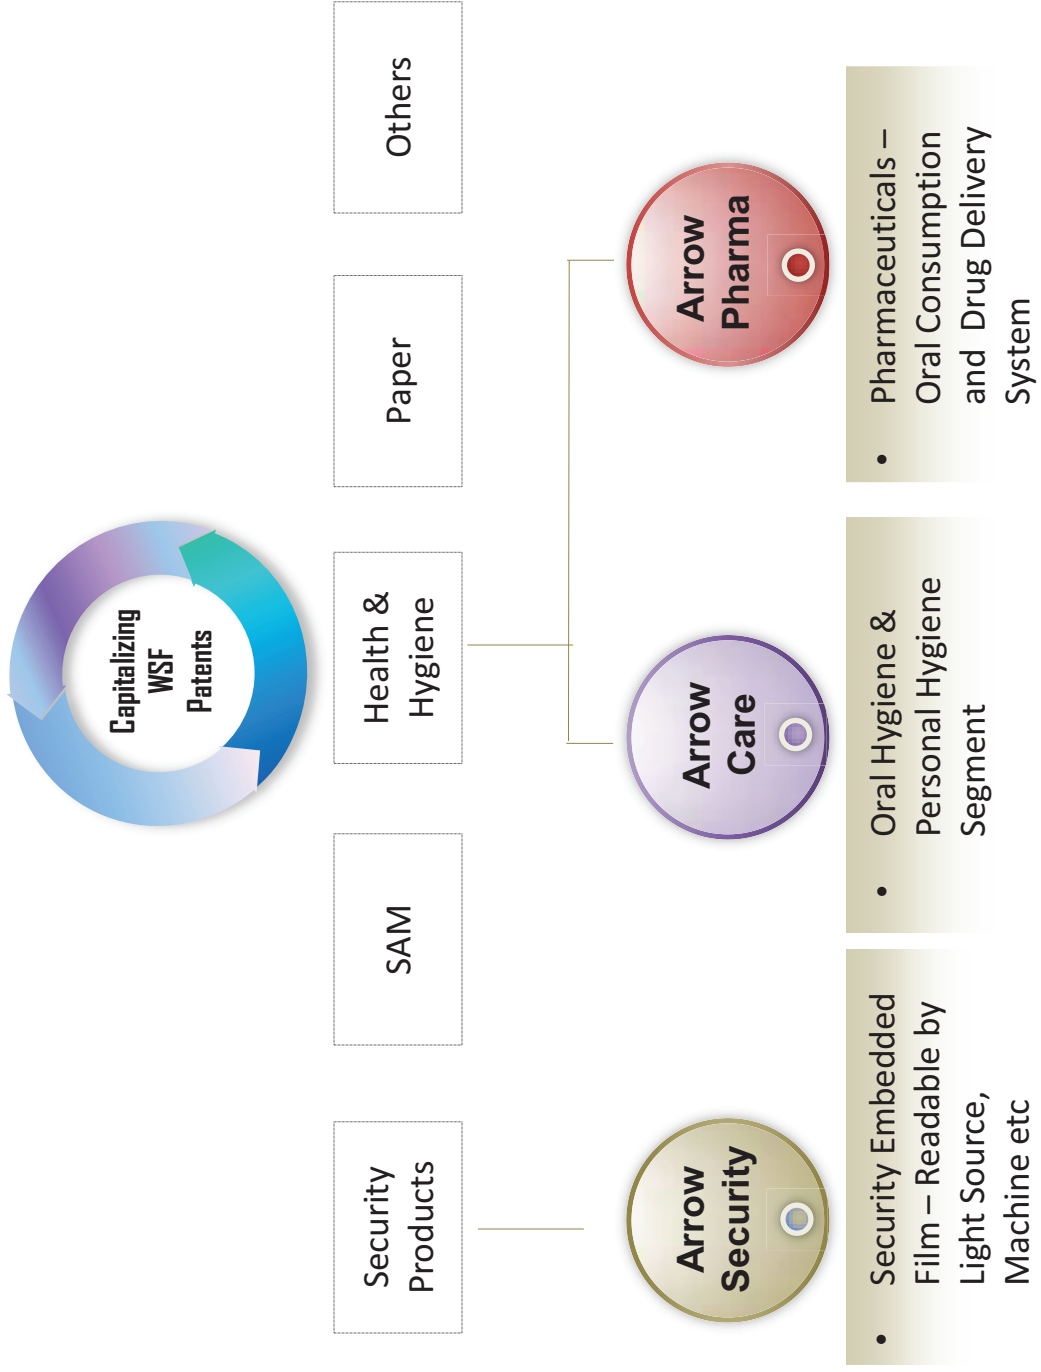 Capitalizing
WSF
Patents
Security
Products
SAM
Health &
Hygiene
Paper
Others
Arrow
Security
Arrow
Care
Arrow
Pharma
• Security Embedded
Film – Readable by
Light Source,
Machine etc
• Oral Hygiene &
Personal Hygiene
Segment
• Pharmaceuticals –
Oral Consumption
and Drug Delivery
System